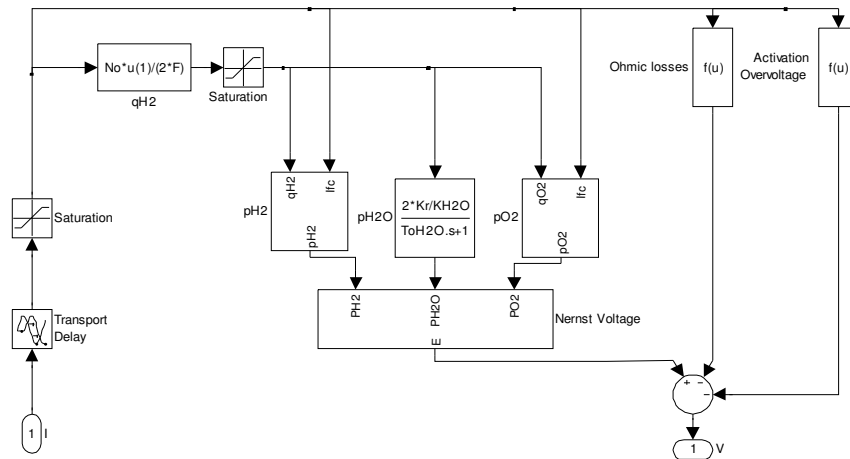 No*u(1)/(2*F)
qH2
Saturation
Ohmic losses
f(u)
Activation
Overvoltage
f(u)
qH2
Ifc
pH2
pH2
pH2O
2*Kr/KH2O
ToH2O.s+1
pO2
qO2
Ifc
pO2
Saturation
PH2
PH2O
PO2
E
Nernst Voltage
Transport
Delay
+
−
−
1
I
1
V